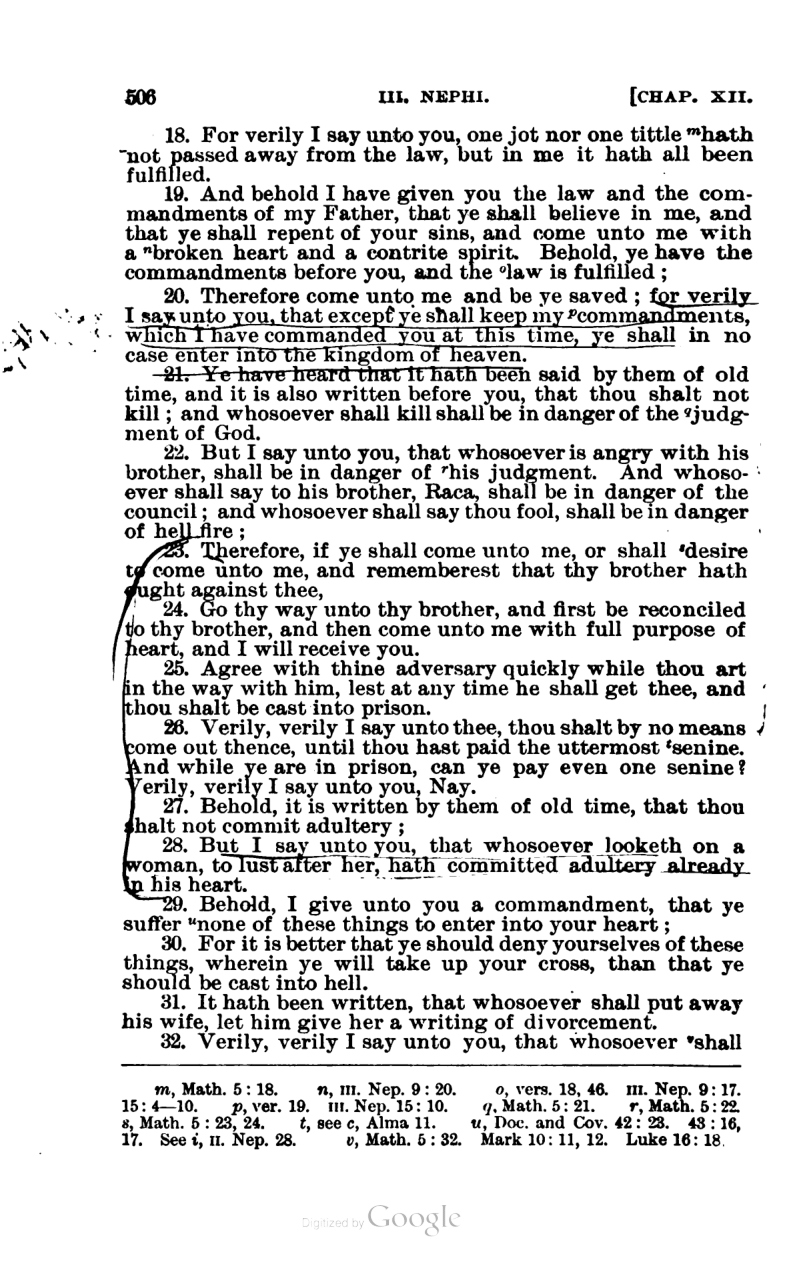 506 III. NEPHI. [CHAP. XII.
18. For verily I say unto you, one jot nor one tittle ᵐhath
not passed away from the law, but in me it hath all been
fulfilled.
19. And behold I have given you the law and the com-
mandments of my Father, that ye shall believe in me, and
that ye shall repent of your sins, and come unto me with
a ⁿbroken heart and a contrite spirit. Behold, ye have the
commandments before you, and the ᵒlaw is fulfilled;
20. Therefore come unto me and be ye saved; for verily
I say unto you, that except ye shall keep my ᵖcommandments,
which I have commanded you at this time, ye shall in no
case enter into the kingdom of heaven.
21. Ye have heard that it hath been said by them of old
time, and it is also written before you, that thou shalt not
kill; and whosoever shall kill shall be in danger of the ᑫjudg-
ment of God.
22. But I say unto you, that whosoever is angry with his
brother, shall be in danger of ʳhis judgment. And whoso-
ever shall say to his brother, Raca, shall be in danger of the
council; and whosoever shall say thou fool, shall be in danger
of hell fire;
23. Therefore, if ye shall come unto me, or shall ˢdesire
to come unto me, and rememberest that thy brother hath
aught against thee,
24. Go thy way unto thy brother, and first be reconciled
to thy brother, and then come unto me with full purpose of
heart, and I will receive you.
25. Agree with thine adversary quickly while thou art
in the way with him, lest at any time he shall get thee, and
thou shalt be cast into prison.
26. Verily, verily I say unto thee, thou shalt by no means
come out thence, until thou hast paid the uttermost ᵗsenine.
And while ye are in prison, can ye pay even one senine?
Verily, verily I say unto you, Nay.
27. Behold, it is written by them of old time, that thou
shalt not commit adultery;
28. But I say unto you, that whosoever looketh on a
woman, to lust after her, hath committed adultery already
in his heart.
29. Behold, I give unto you a commandment, that ye
suffer ᵘnone of these things to enter into your heart;
30. For it is better that ye should deny yourselves of these
things, wherein ye will take up your cross, than that ye
should be cast into hell.
31. It hath been written, that whosoever shall put away
his wife, let him give her a writing of divorcement.
32. Verily, verily I say unto you, that whosoever ᵛshall
m, Math. 5:18. n, III. Nep. 9:20. o, vers. 18, 46. III. Nep. 9:17.
15:4—10. p, ver. 19. III. Nep. 15:10. q, Math. 5:21. r, Math. 5:22.
s, Math. 5:23, 24. t, see c, Alma 11. u, Doc. and Cov. 42:23. 43:16,
17. See i, II. Nep. 28. v, Math. 5:32. Mark 10:11, 12. Luke 16:18.
Digitized by Google